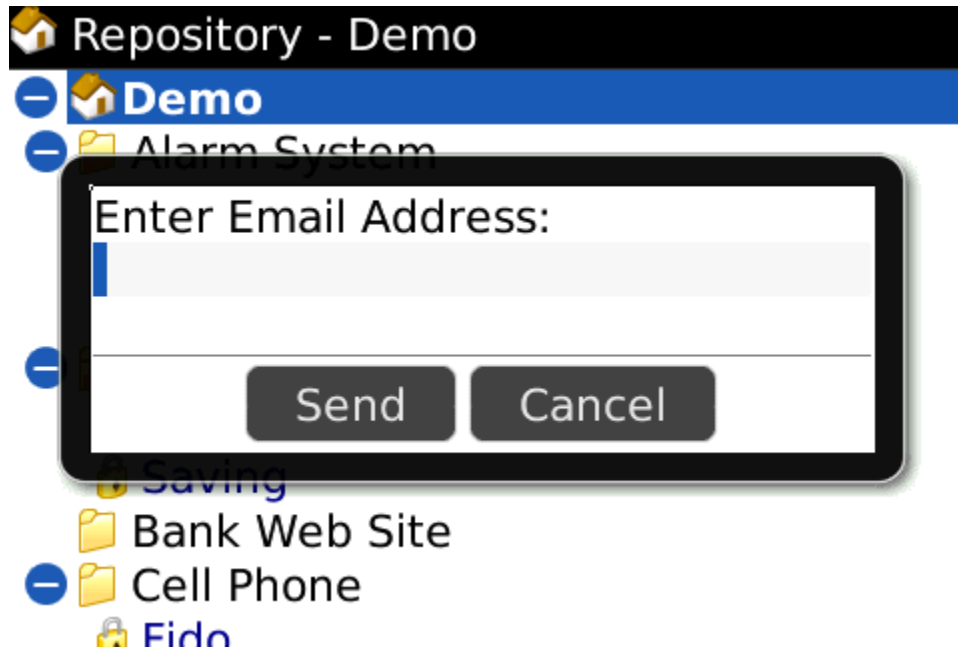 Repository - Demo
Demo
Alarm System
Enter Email Address:
Send Cancel
Saving
Bank Web Site
Cell Phone
Fido